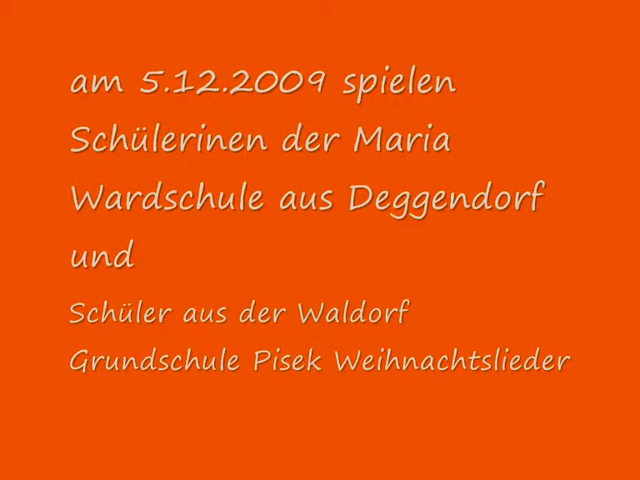 am 5.12.2009 spielen
Schülerinen der Maria
Wardschule aus Deggendorf
und
Schüler aus der Waldorf
Grundschule Pisek Weihnachtslieder